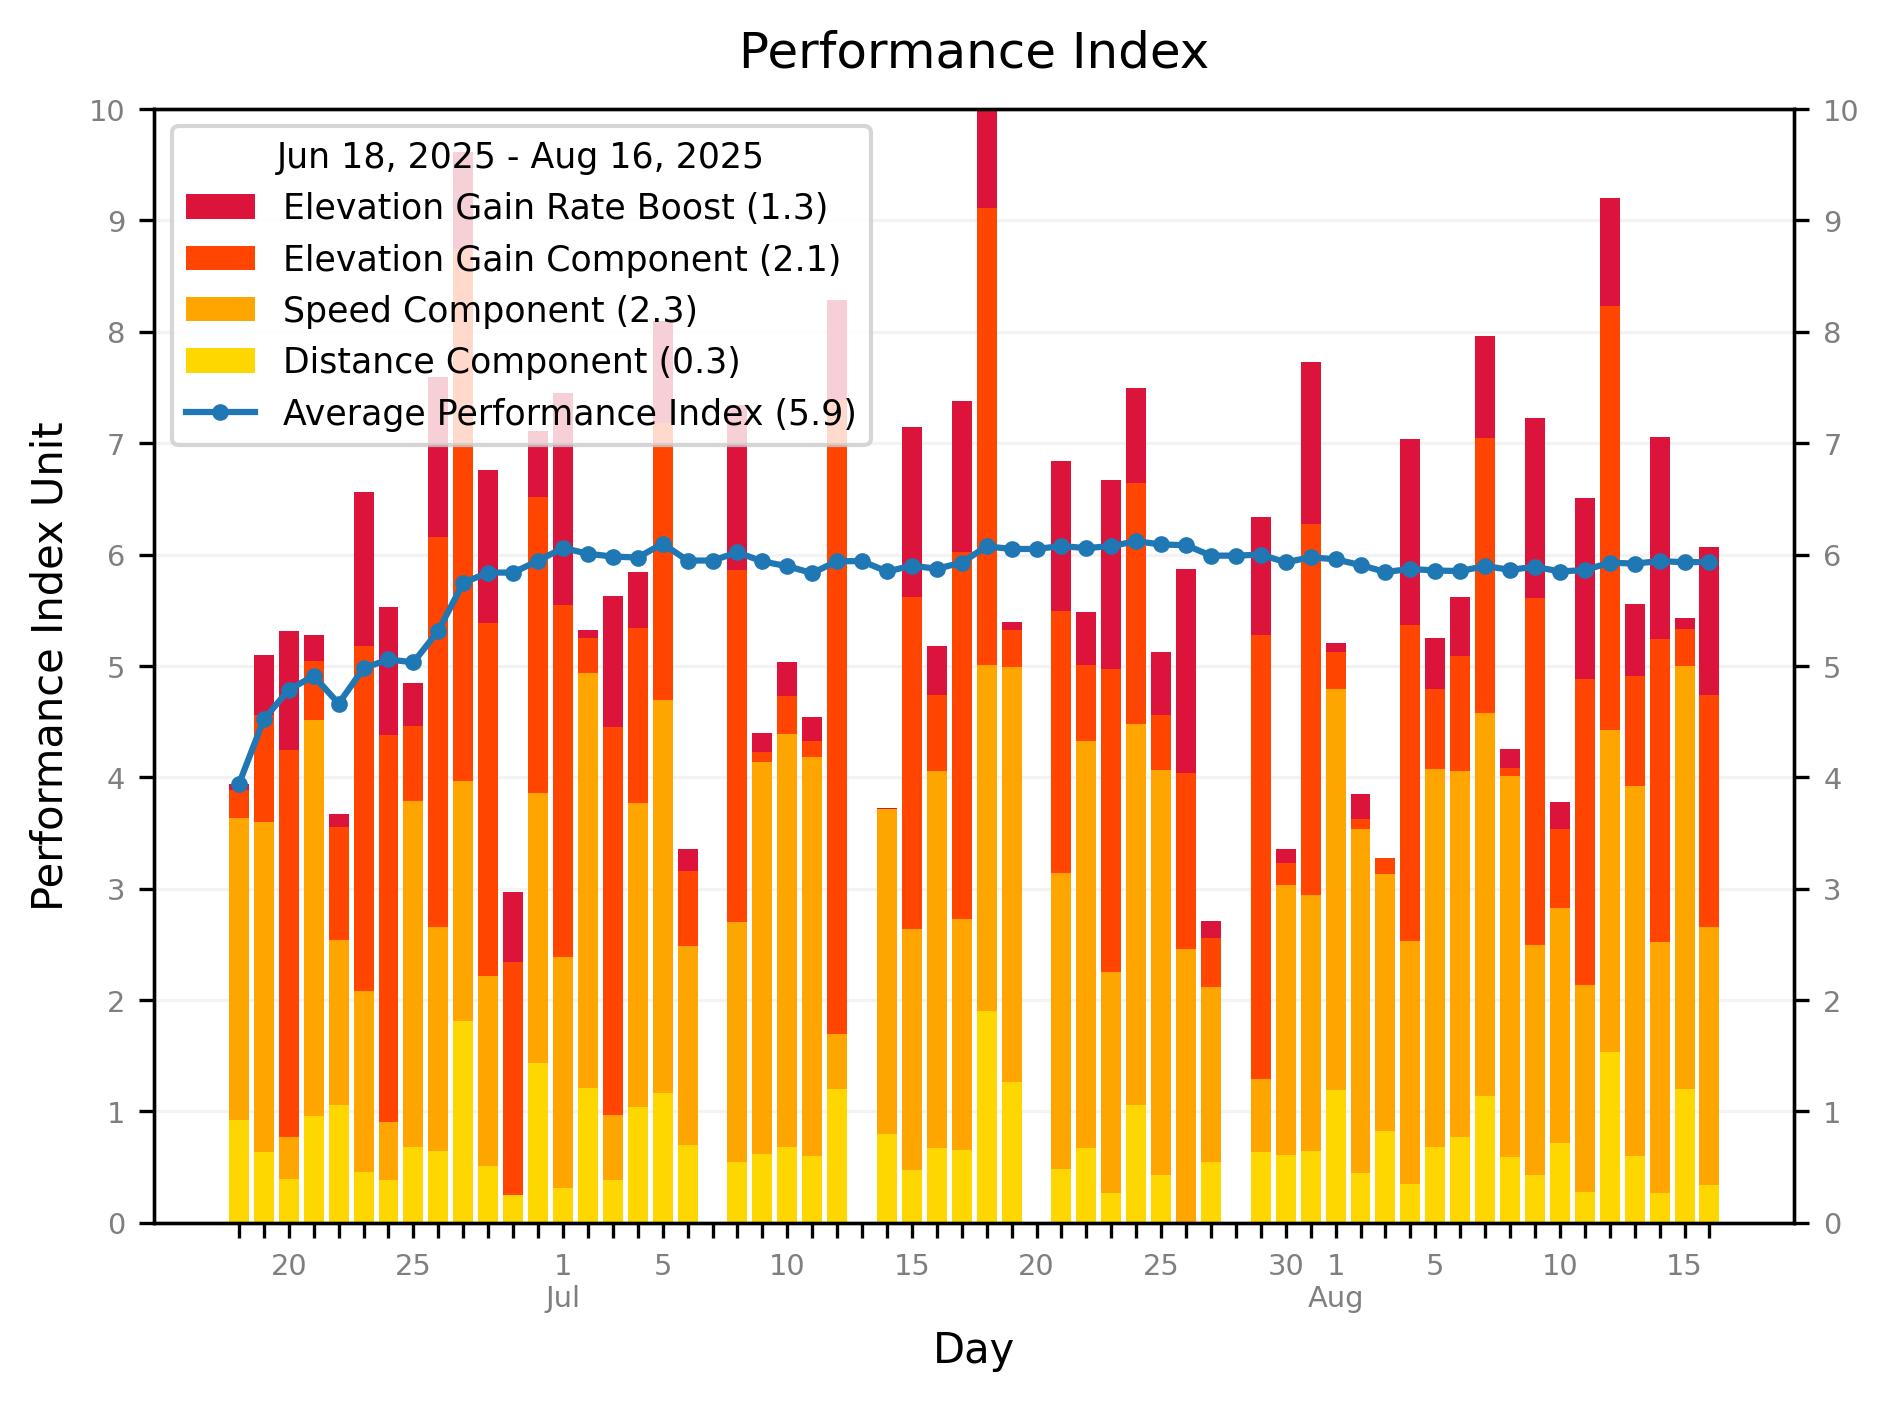 Performance Index
Jun 18, 2025 - Aug 16, 2025
Elevation Gain Rate Boost (1.3)
Elevation Gain Component (2.1)
Speed Component (2.3)
Distance Component (0.3)
Average Performance Index (5.9)
Performance Index Unit
10 10
9 9
8 8
7 7
6 6
5 5
4 4
3 3
2 2
1 1
0 0
20 25 1 5 10 15 20 25 30 1 5 10 15
Jul Aug
Day